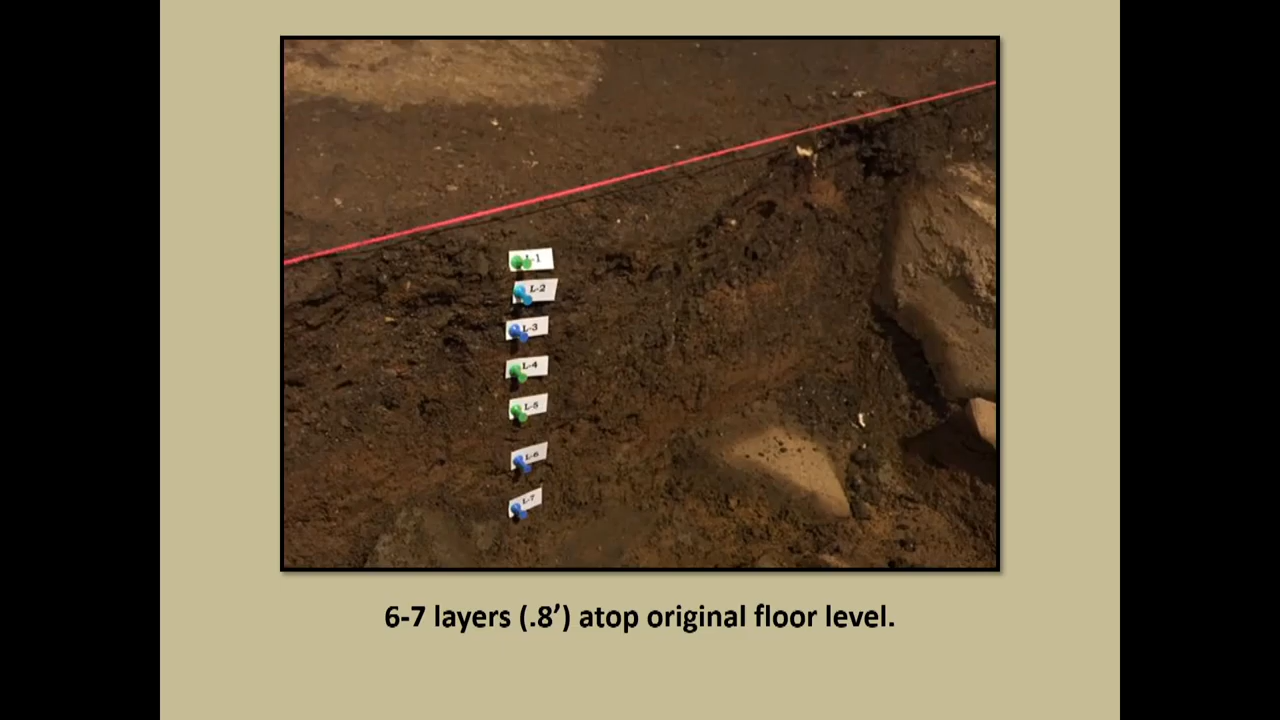 L-1
L-2
L-3
L-4
L-5
L-6
L-7
6-7 layers (.8’) atop original floor level.